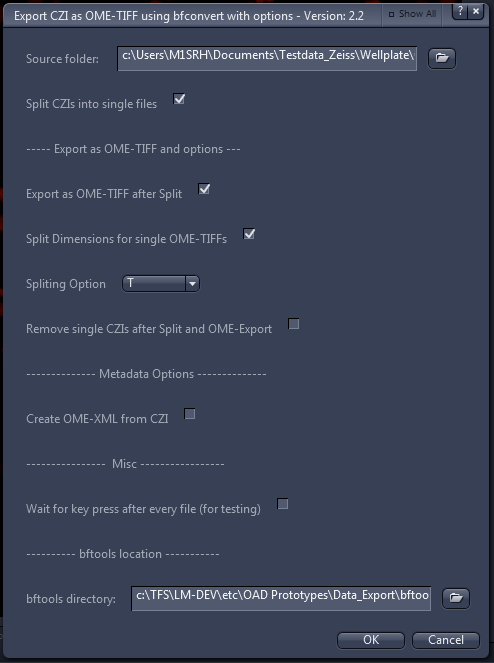 Export CZI as OME-TIFF using bfconvert with options - Version: 2.2
Show All
? ×
Source folder: c:\Users\M1SRH\Documents\Testdata_Zeiss\Wellplate\
Split CZIs into single files
----- Export as OME-TIFF and options ---
Export as OME-TIFF after Split
Split Dimensions for single OME-TIFFs
Spliting Option T
Remove single CZIs after Split and OME-Export
-------------- Metadata Options --------------
Create OME-XML from CZI
---------------- Misc -----------------
Wait for key press after every file (for testing)
---------- bftools location -----------
bftools directory: c:\TFS\LM-DEV\etc\OAD Prototypes\Data_Export\bftoo
OK Cancel